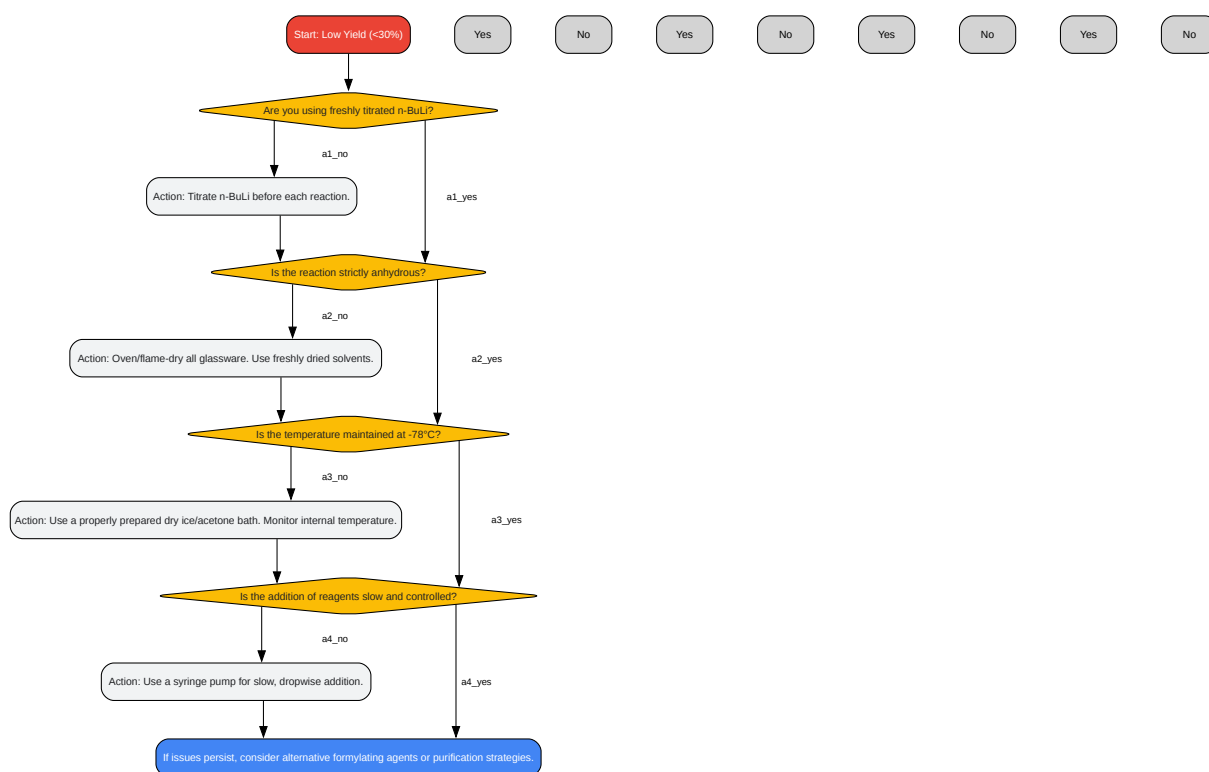 Start: Low Yield (<30%)
Yes
No
Yes
No
Yes
No
Yes
No
Are you using freshly titrated n-BuLi?
a1_no
Action: Titrate n-BuLi before each reaction.
a1_yes
Is the reaction strictly anhydrous?
a2_no
Action: Oven/flame-dry all glassware. Use freshly dried solvents.
a2_yes
Is the temperature maintained at -78°C?
a3_no
Action: Use a properly prepared dry ice/acetone bath. Monitor internal temperature.
a3_yes
Is the addition of reagents slow and controlled?
a4_no
Action: Use a syringe pump for slow, dropwise addition.
a4_yes
If issues persist, consider alternative formylating agents or purification strategies.